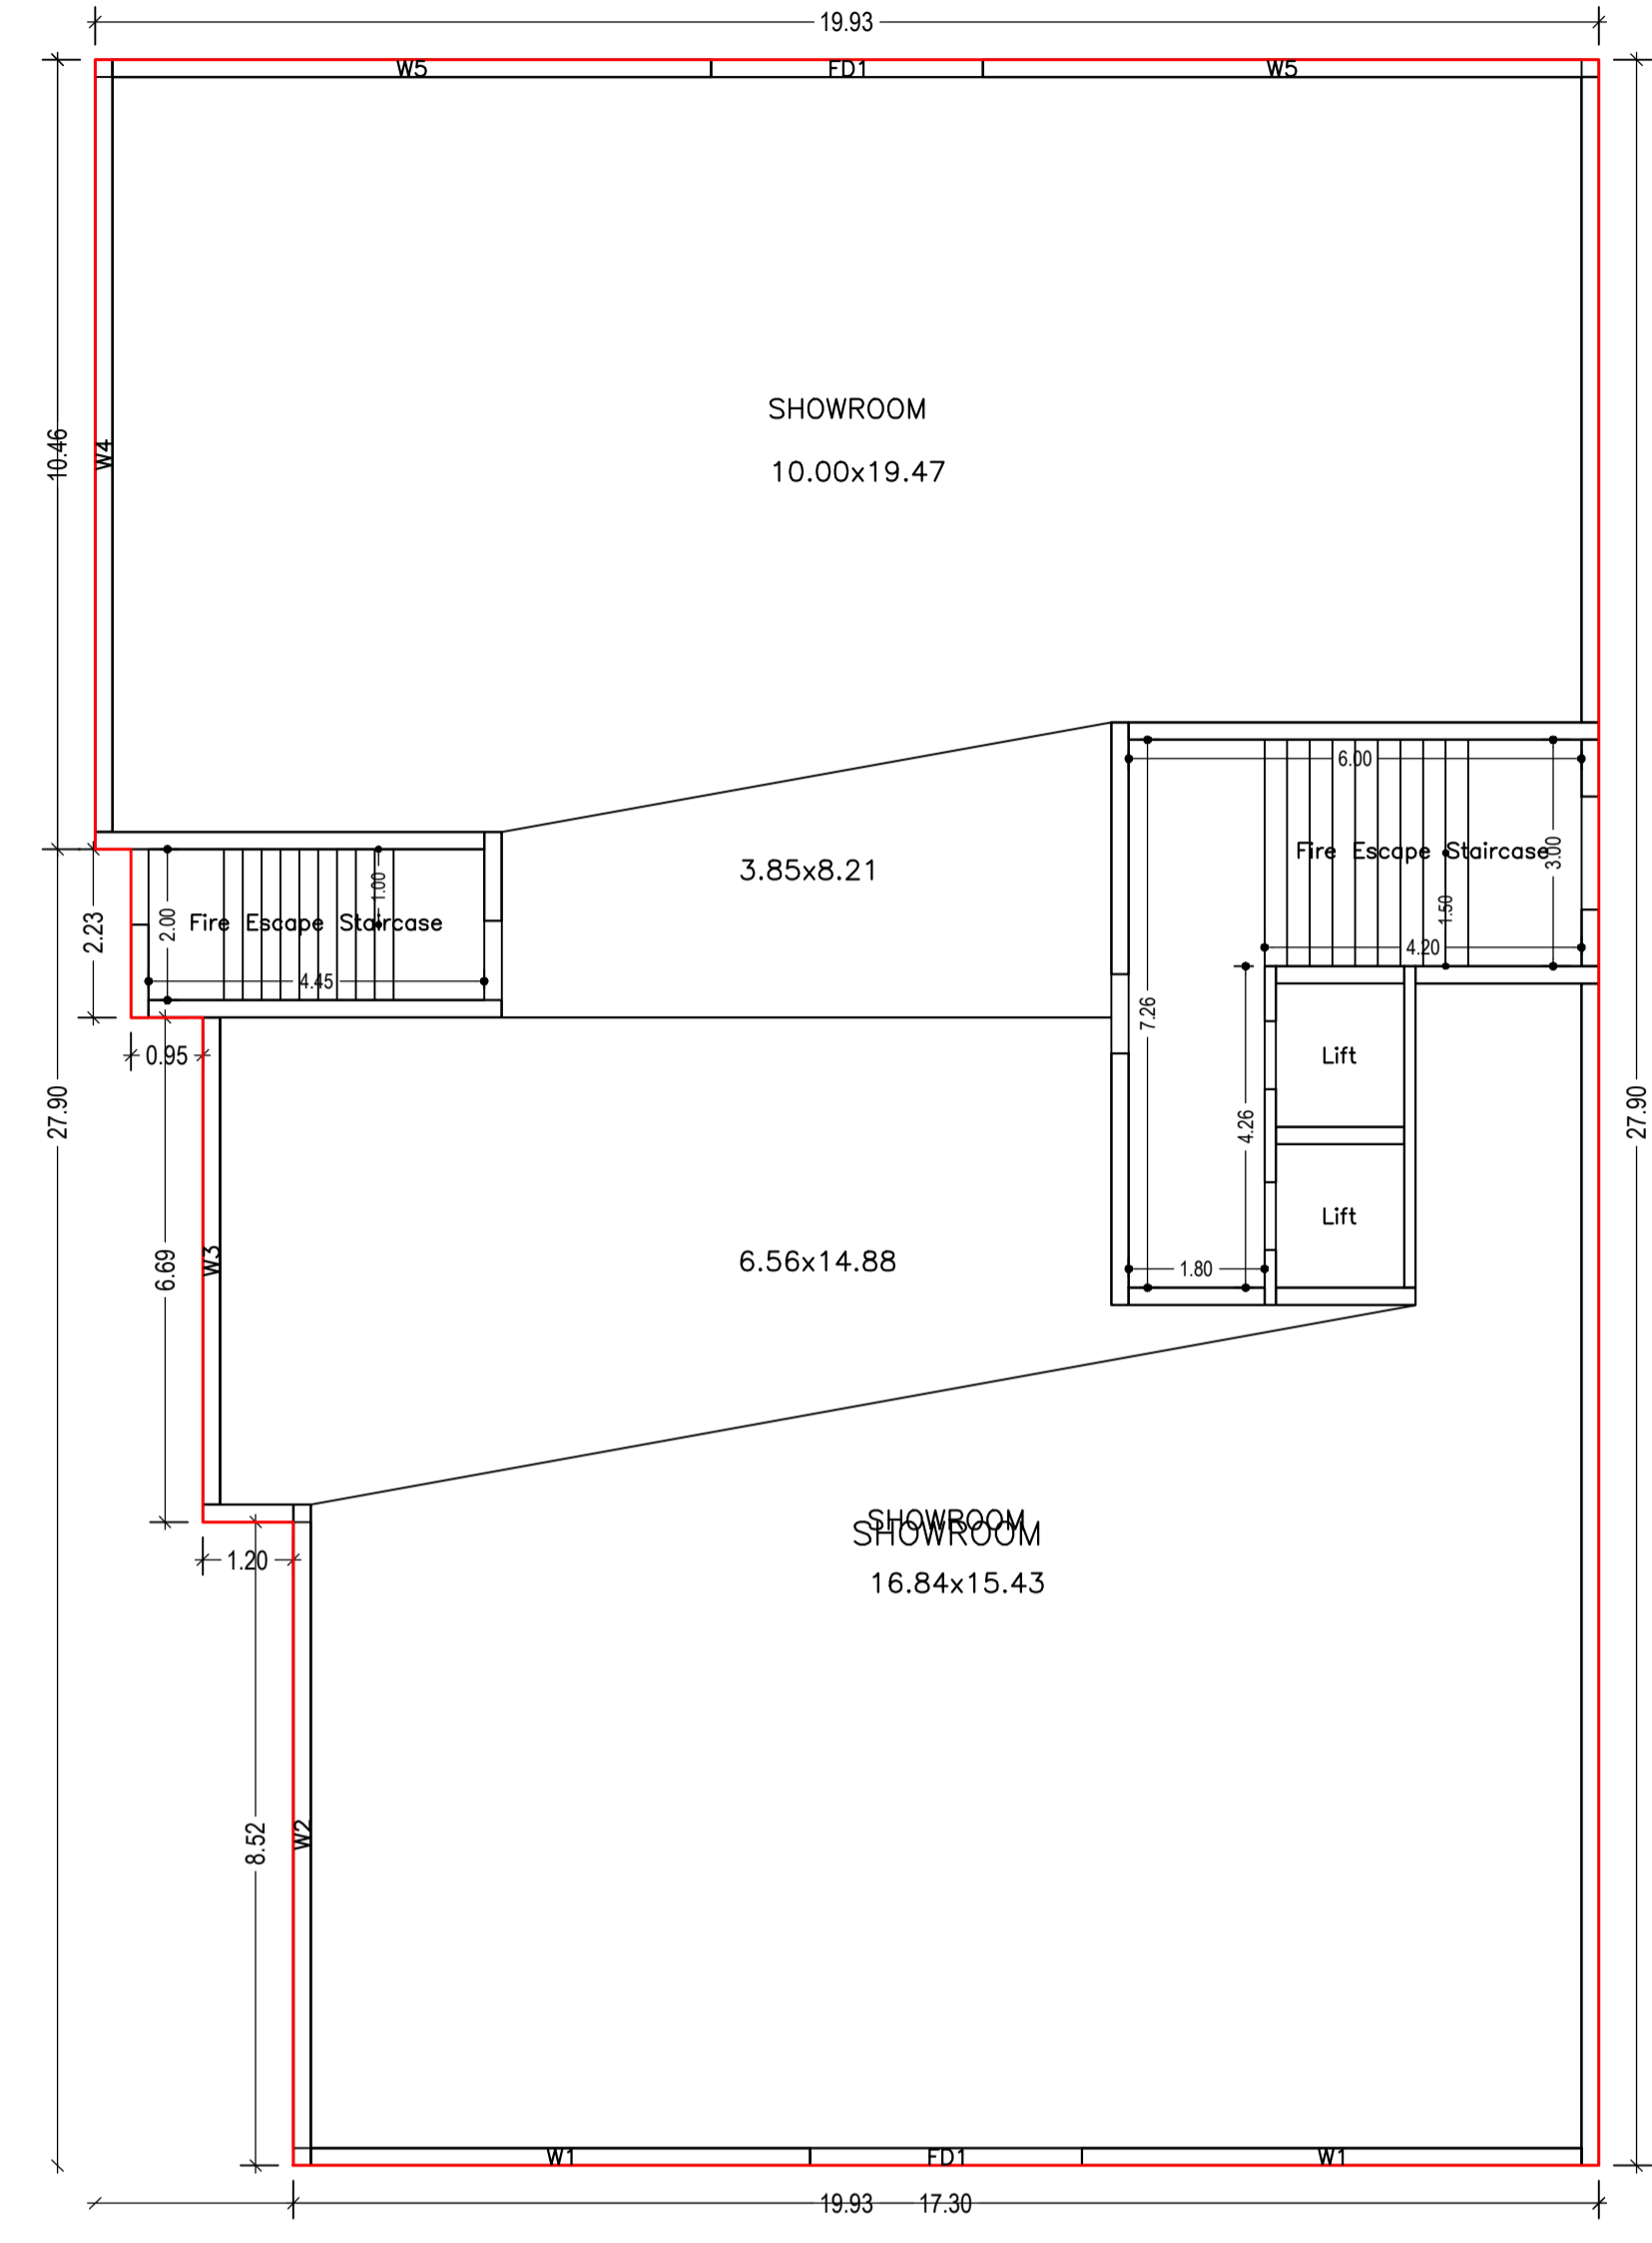 19.93
W5 FD1 W5
SHOWROOM
10.00x19.47
10.46
W4
6.00
Fire Escape Staircase
3.00
1.50
4.20
3.85x8.21
1.00
2.00
Fire Escape Staircase
2.23
4.45
7.26
0.95
Lift
27.90
27.90
4.26
Lift
6.69
W3
6.56x14.88
1.80
SHOWROOM
SHOWROOM
1.20
16.84x15.43
8.52
W2
W1 FD1 W1
19.93 17.30